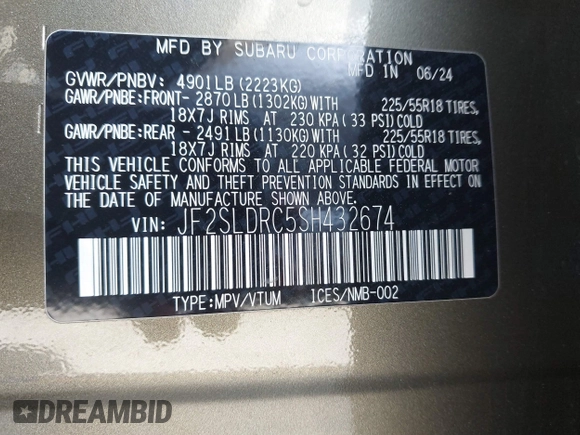 MFD BY SUBARU CORPORATION
MFD IN 06/24
GVWR/PNBV: 4901LB (2223KG)
GAWR/PNBE:FRONT- 2870LB (1302KG) WITH 225/55R18 TIRES,
18X7J RIMS AT 230 KPA (33 PSI) COLD
GAWR/PNBE:REAR - 2491LB (1130KG) WITH 225/55R18 TIRES,
18X7J RIMS AT 220 KPA (32 PSI) COLD
THIS VEHICLE CONFORMS TO ALL APPLICABLE FEDERAL MOTOR
VEHICLE SAFETY AND THEFT PREVENTION STANDARDS IN EFFECT ON
THE DATE OF MANUFACTURE SHOWN ABOVE.
VIN: JF2SLDRC5SH432674
TYPE:MPV/VTUM ICES/NMB-002
DREAMBID